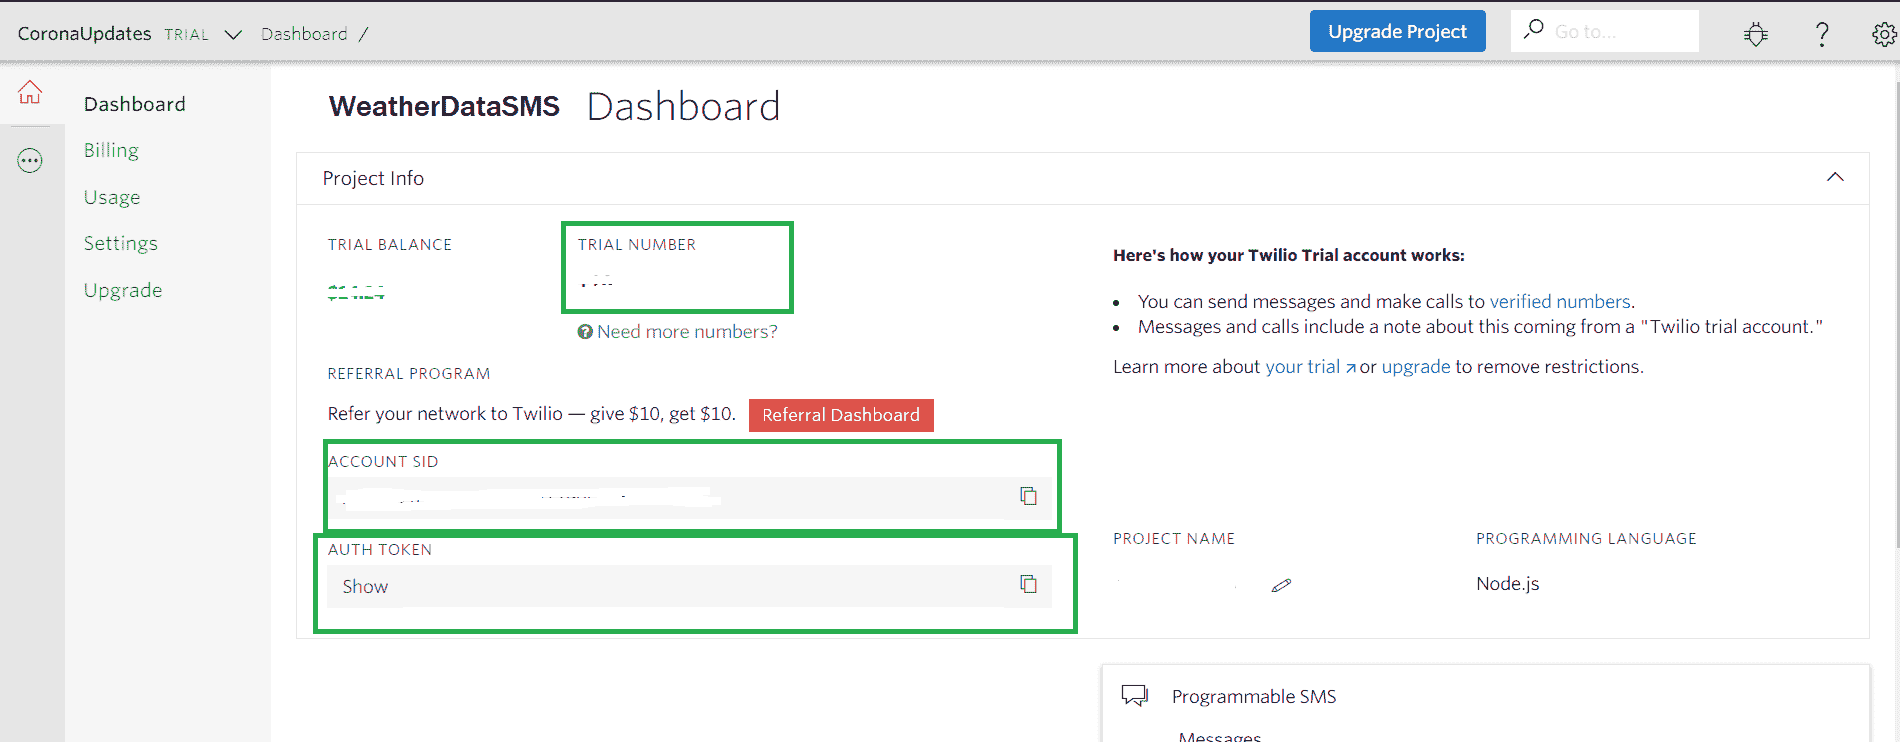 CoronaUpdates TRIAL Dashboard /
Upgrade Project
Go to...
Dashboard
Billing
Usage
Settings
Upgrade
WeatherDataSMS Dashboard
Project Info
TRIAL BALANCE
TRIAL NUMBER
Need more numbers?
Here's how your Twilio Trial account works:
• You can send messages and make calls to verified numbers.
• Messages and calls include a note about this coming from a "Twilio trial account."
Learn more about your trial or upgrade to remove restrictions.
REFERRAL PROGRAM
Refer your network to Twilio — give $10, get $10. Referral Dashboard
ACCOUNT SID
AUTH TOKEN
Show
PROJECT NAME
PROGRAMMING LANGUAGE
Node.js
Programmable SMS
Messages